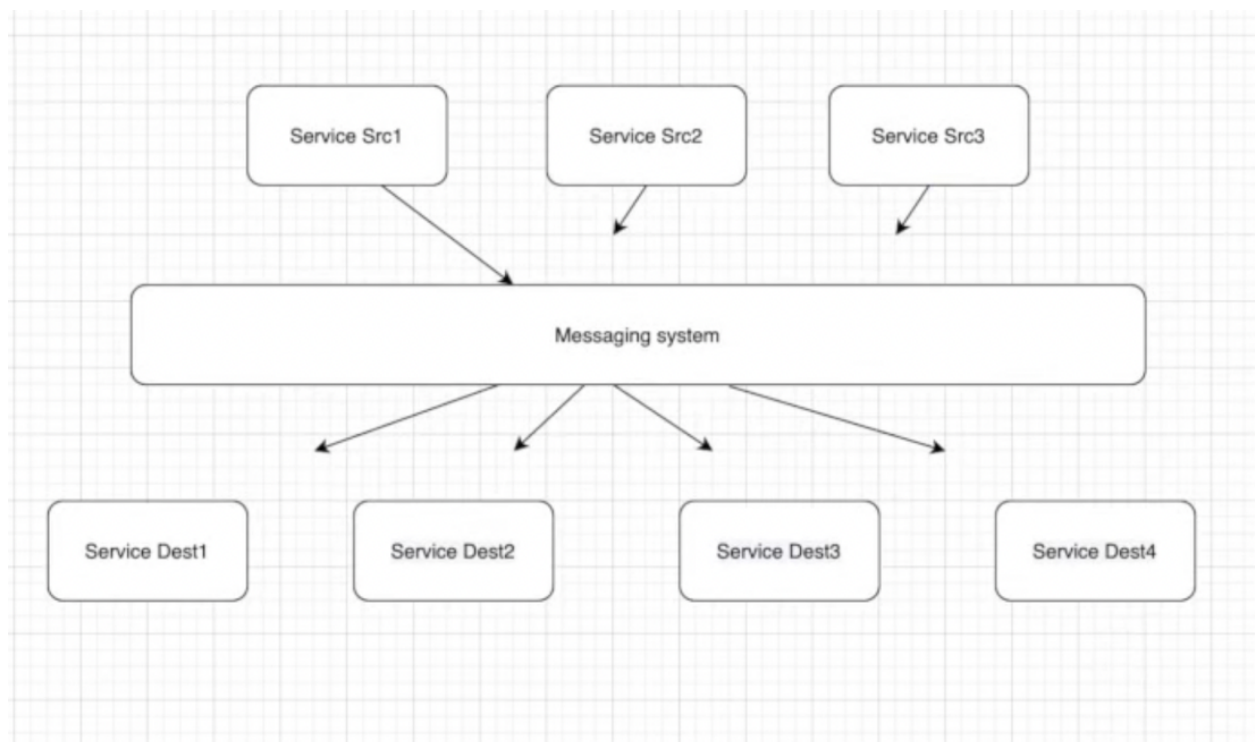 Service Src1
Service Src2
Service Src3
Messaging system
Service Dest1
Service Dest2
Service Dest3
Service Dest4